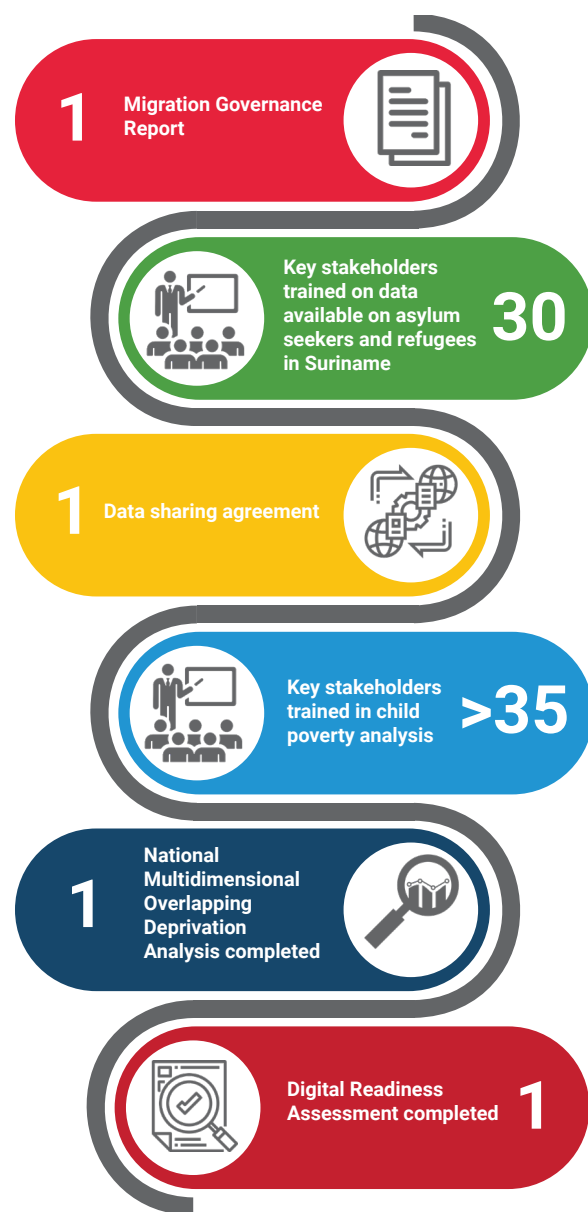 1
Migration Governance
Report
Key stakeholders
trained on data
available on asylum
seekers and refugees
in Suriname
30
1
Data sharing agreement
Key stakeholders
trained in child
poverty analysis
>35
1
National
Multidimensional
Overlapping
Deprivation
Analysis completed
Digital Readiness
Assessment completed
1